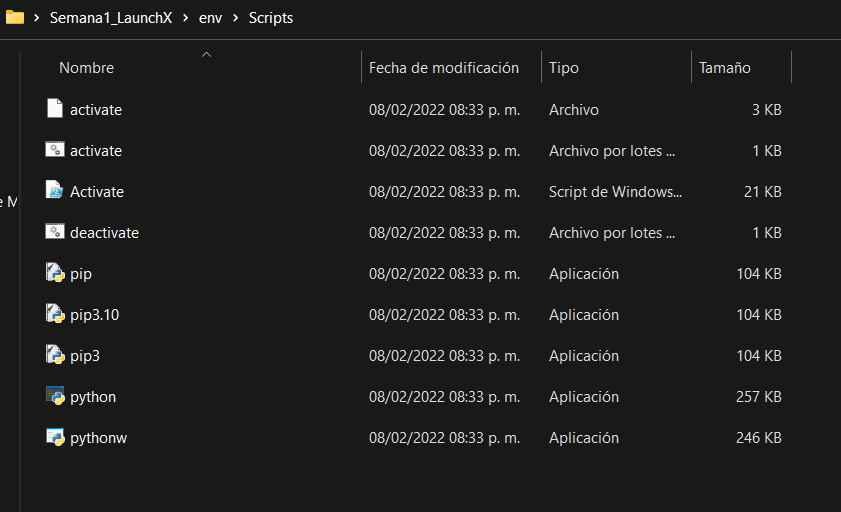 Semana1_LaunchX > env > Scripts
Nombre Fecha de modificación Tipo Tamaño
activate 08/02/2022 08:33 p. m. Archivo 3 KB
activate 08/02/2022 08:33 p. m. Archivo por lotes ... 1 KB
Activate 08/02/2022 08:33 p. m. Script de Windows... 21 KB
e M
deactivate 08/02/2022 08:33 p. m. Archivo por lotes ... 1 KB
pip 08/02/2022 08:33 p. m. Aplicación 104 KB
pip3.10 08/02/2022 08:33 p. m. Aplicación 104 KB
pip3 08/02/2022 08:33 p. m. Aplicación 104 KB
python 08/02/2022 08:33 p. m. Aplicación 257 KB
pythonw 08/02/2022 08:33 p. m. Aplicación 246 KB